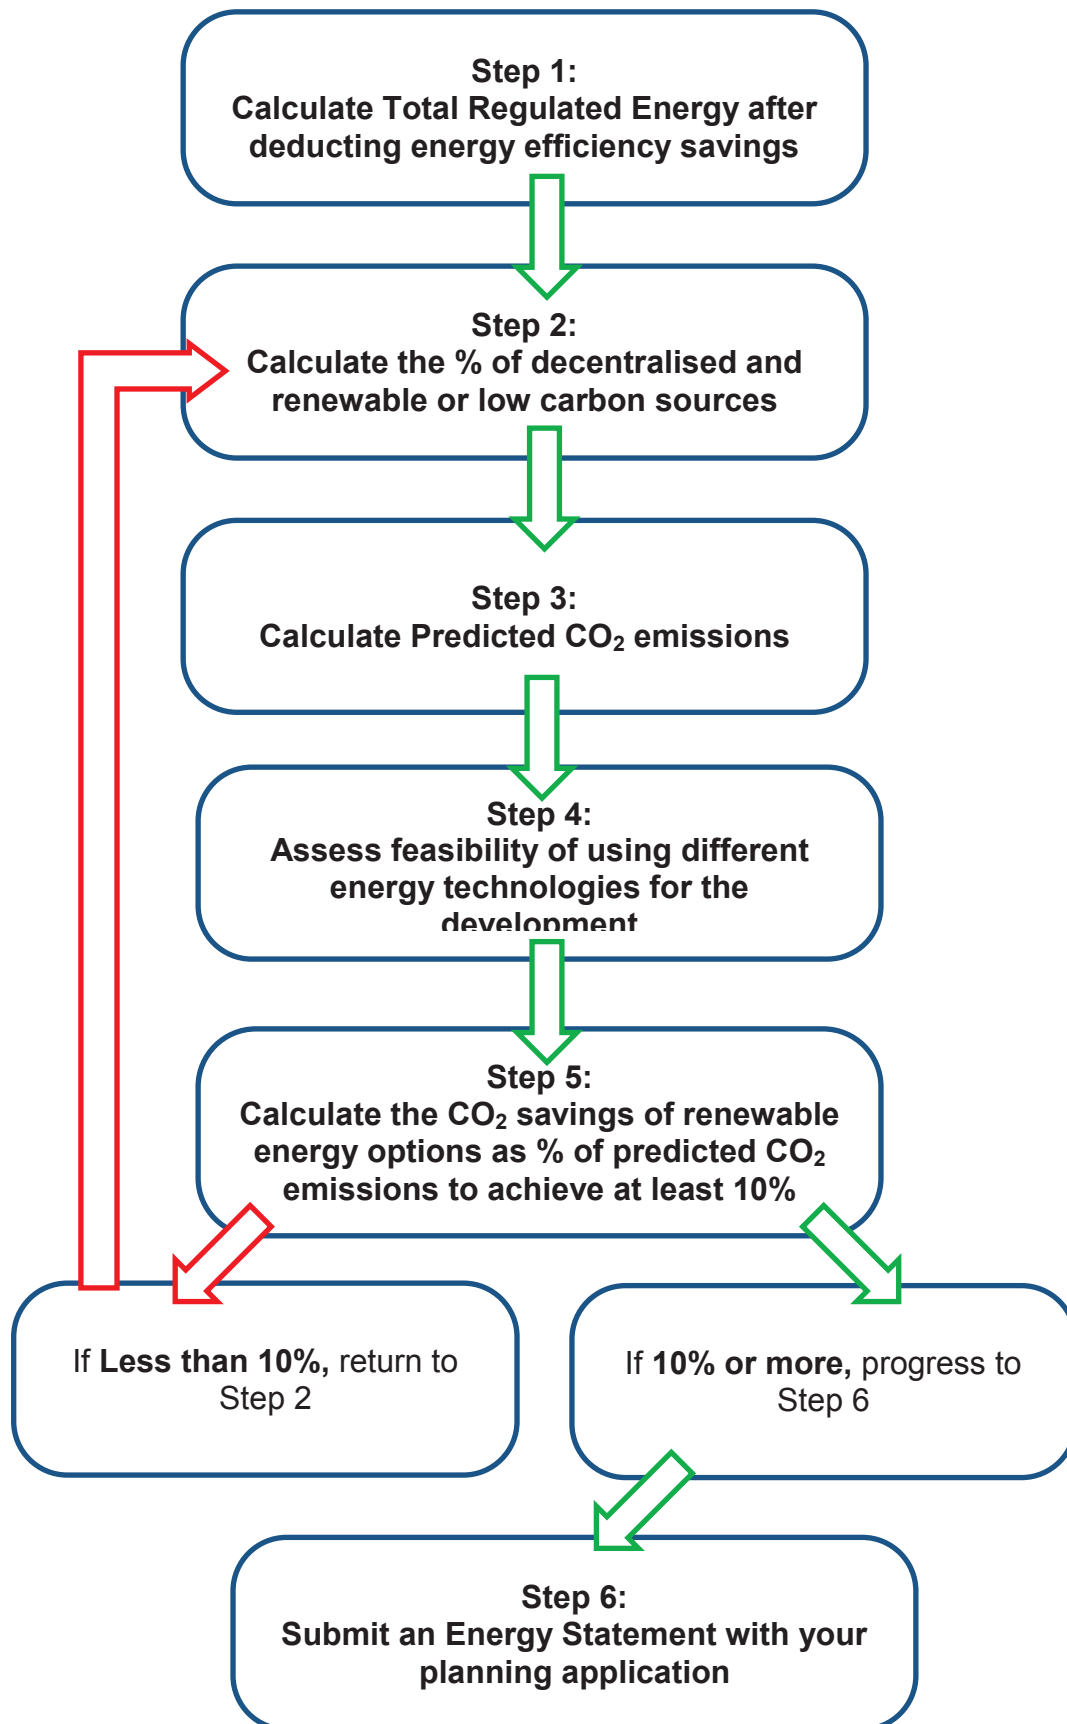 Step 1:
Calculate Total Regulated Energy after
deducting energy efficiency savings
Step 2:
Calculate the % of decentralised and
renewable or low carbon sources
Step 3:
Calculate Predicted CO₂ emissions
Step 4:
Assess feasibility of using different
energy technologies for the
development
Step 5:
Calculate the CO₂ savings of renewable
energy options as % of predicted CO₂
emissions to achieve at least 10%
If Less than 10%, return to
Step 2
If 10% or more, progress to
Step 6
Step 6:
Submit an Energy Statement with your
planning application